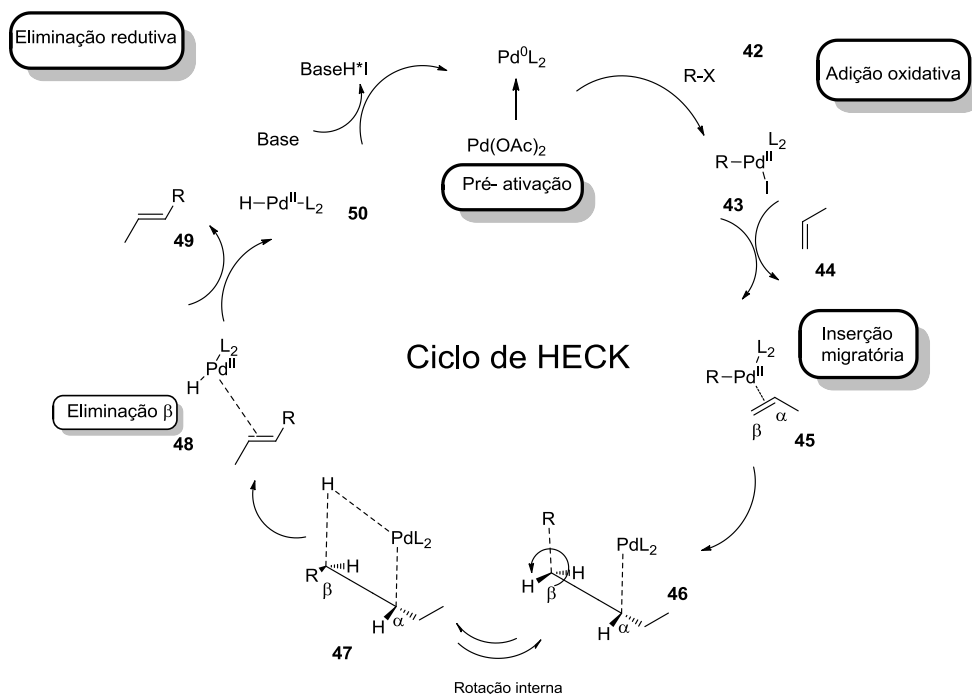 Eliminação redutiva
42
Adição oxidativa
Pd⁰L₂
R-X
BaseH*I
Base
Pd(OAc)₂
Pré- ativação
L₂
R–Pdᴵᴵ
I
43
44
H–Pdᴵᴵ–L₂
50
R
49
Ciclo de HECK
Inserção
migratória
L₂
R–Pdᴵᴵ
α
β
45
L₂
Pdᴵᴵ
H
Eliminação β
48
R
H
PdL₂
R
H
β
H
α
47
R
PdL₂
H
H
β
H
α
46
Rotação interna